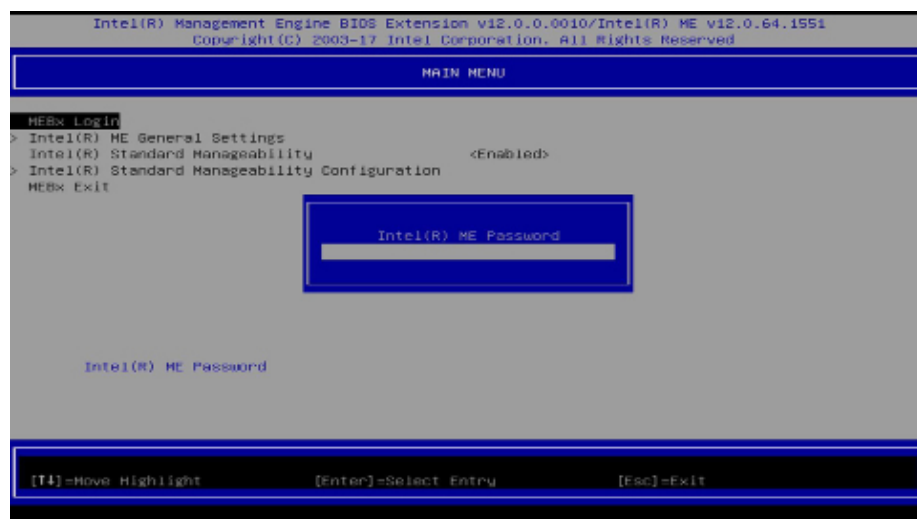 Intel(R) Management Engine BIOS Extension v12.0.0.0010/Intel(R) ME v12.0.64.1551
Copyright(C) 2003-17 Intel Corporation. All Rights Reserved
MAIN MENU
MEBx Login
> Intel(R) ME General Settings
Intel(R) Standard Manageability <Enabled>
> Intel(R) Standard Manageability Configuration
MEBx Exit
Intel(R) ME Password
Intel(R) ME Password
[↑↓]=Move Highlight [Enter]=Select Entry [Esc]=Exit